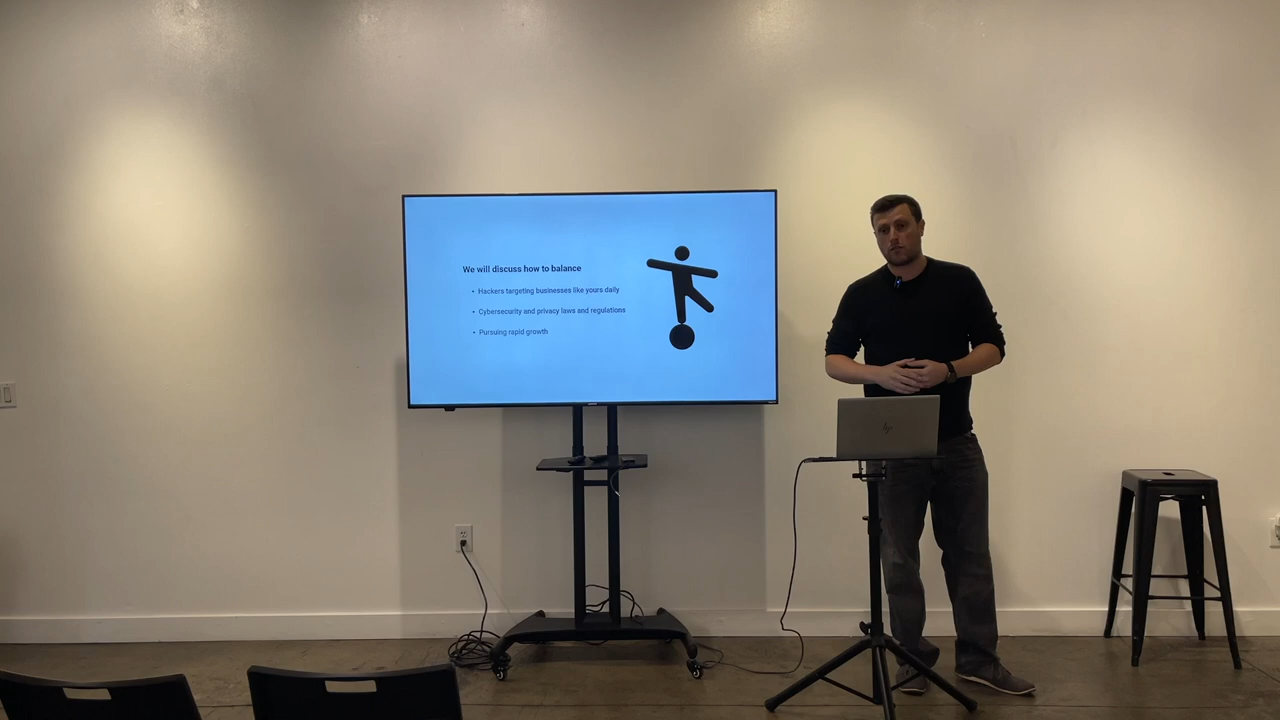 We will discuss how to balance
• Hackers targeting businesses like yours daily
• Cybersecurity and privacy laws and regulations
• Pursuing rapid growth
hp